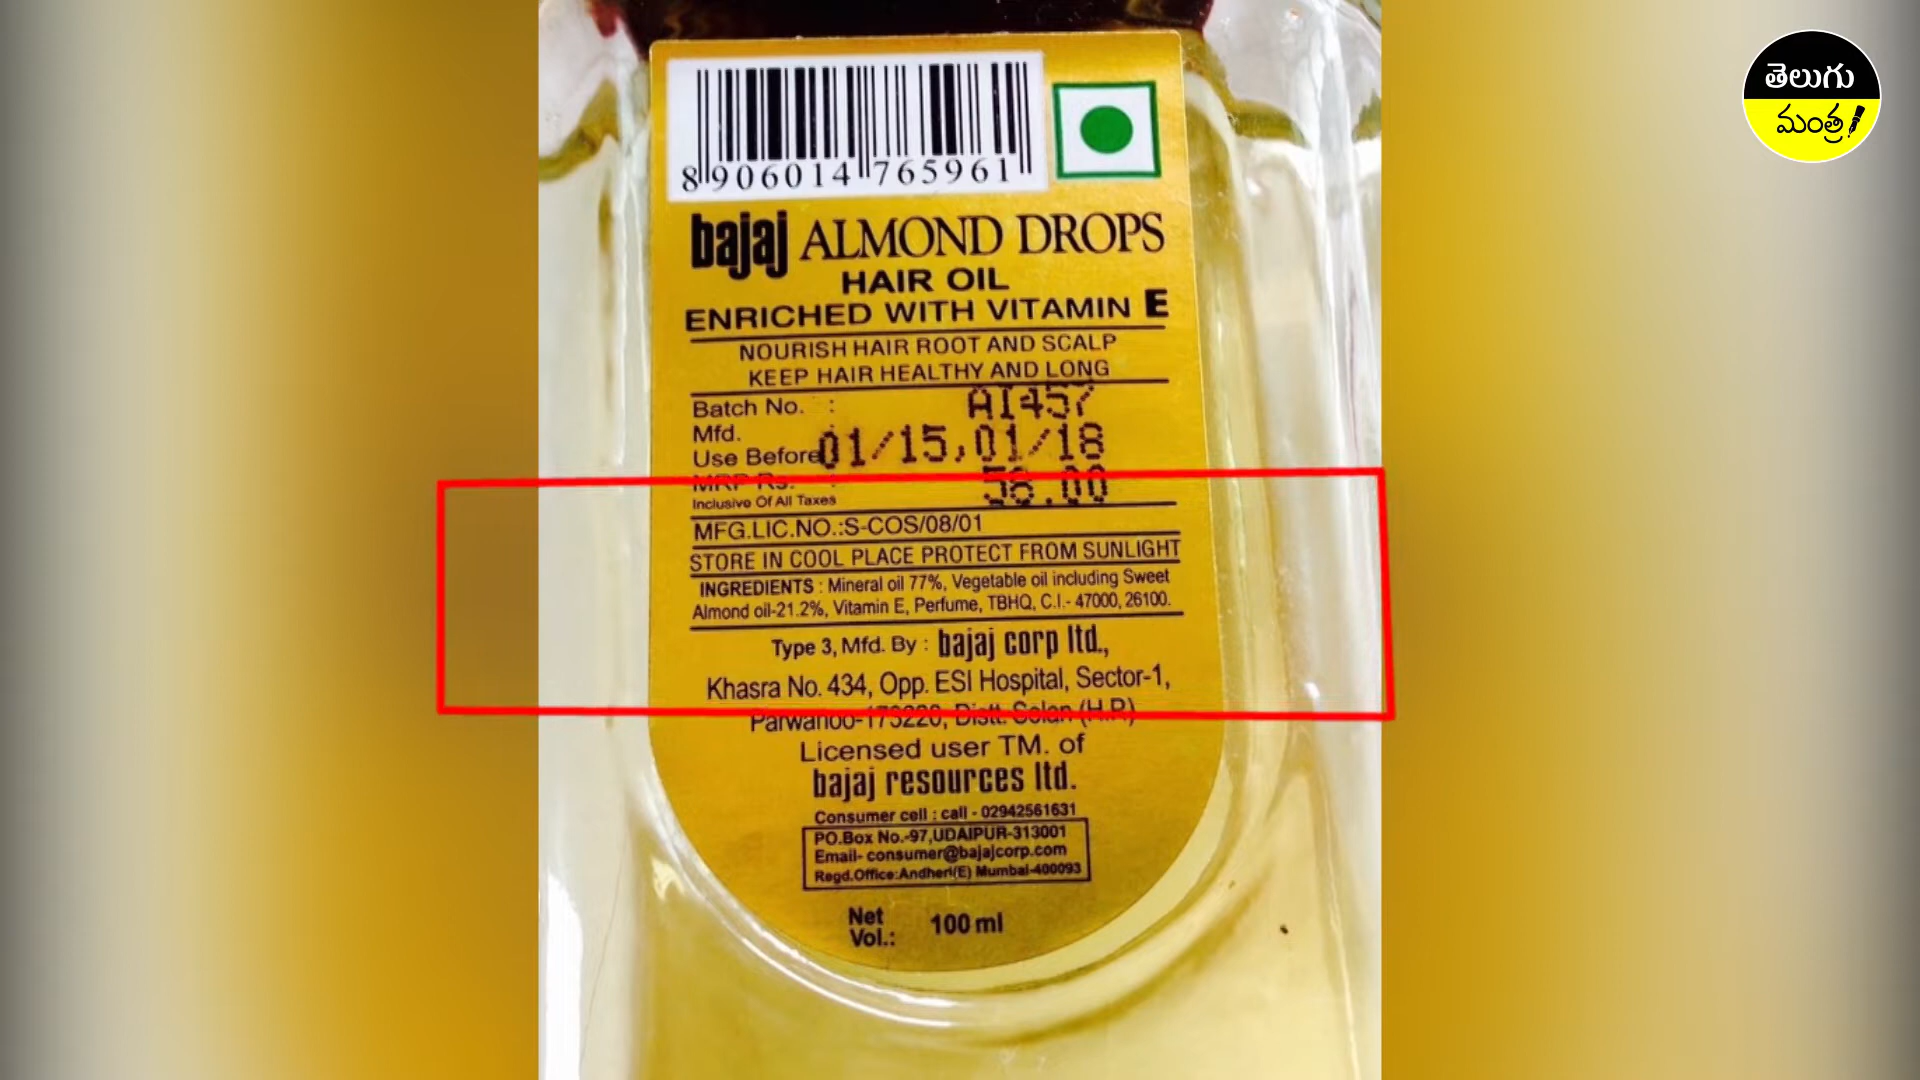 తెలుగు
మంత్ర
8906014765961
bajaj ALMOND DROPS
HAIR OIL
ENRICHED WITH VITAMIN E
NOURISH HAIR ROOT AND SCALP
KEEP HAIR HEALTHY AND LONG
Batch No. : AI457
Mfd.
Use Before 01/15,01/18
MRP Rs. : 58.00
Inclusive Of All Taxes
MFG.LIC.NO.:S-COS/08/01
STORE IN COOL PLACE PROTECT FROM SUNLIGHT
INGREDIENTS : Mineral oil 77%, Vegetable oil including Sweet
Almond oil-21.2%, Vitamin E, Perfume, TBHQ, C.I.- 47000, 26100.
Type 3, Mfd. By : bajaj corp ltd.,
Khasra No. 434, Opp. ESI Hospital, Sector-1,
Parwanoo-173220, Distt. Solan (H.P.)
Licensed user TM. of
bajaj resources ltd.
Consumer cell : call - 02942561631
PO.Box No.-97,UDAIPUR-313001
Email- consumer@bajajcorp.com
Regd.Office:Andheri(E) Mumbai-400093
Net
Vol.: 100 ml